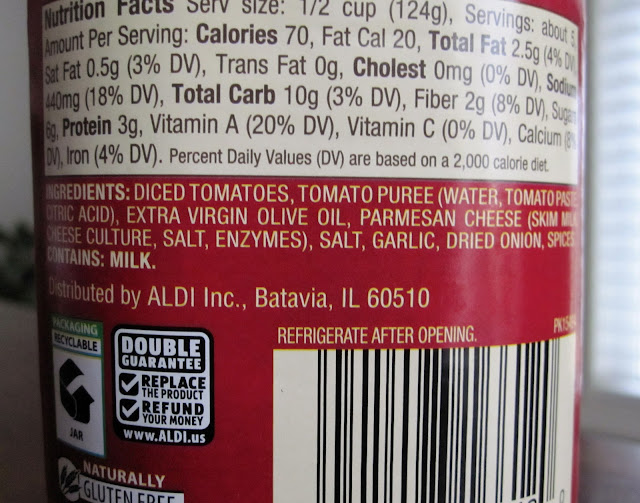 Nutrition Facts Serv size: 1/2 cup (124g), Servings: about 5,
Amount Per Serving: Calories 70, Fat Cal 20, Total Fat 2.5g (4% DV),
Sat Fat 0.5g (3% DV), Trans Fat 0g, Cholest 0mg (0% DV), Sodium
440mg (18% DV), Total Carb 10g (3% DV), Fiber 2g (8% DV), Sugars
6g, Protein 3g, Vitamin A (20% DV), Vitamin C (0% DV), Calcium (8%
DV), Iron (4% DV). Percent Daily Values (DV) are based on a 2,000 calorie diet.
INGREDIENTS: DICED TOMATOES, TOMATO PUREE (WATER, TOMATO PASTE,
CITRIC ACID), EXTRA VIRGIN OLIVE OIL, PARMESAN CHEESE (SKIM MILK,
CHEESE CULTURE, SALT, ENZYMES), SALT, GARLIC, DRIED ONION, SPICES.
CONTAINS: MILK.
Distributed by ALDI Inc., Batavia, IL 60510
REFRIGERATE AFTER OPENING.
PACKAGING
RECYCLABLE
JAR
DOUBLE
GUARANTEE
REPLACE
THE PRODUCT
REFUND
YOUR MONEY
www.ALDI.us
NATURALLY
GLUTEN FREE